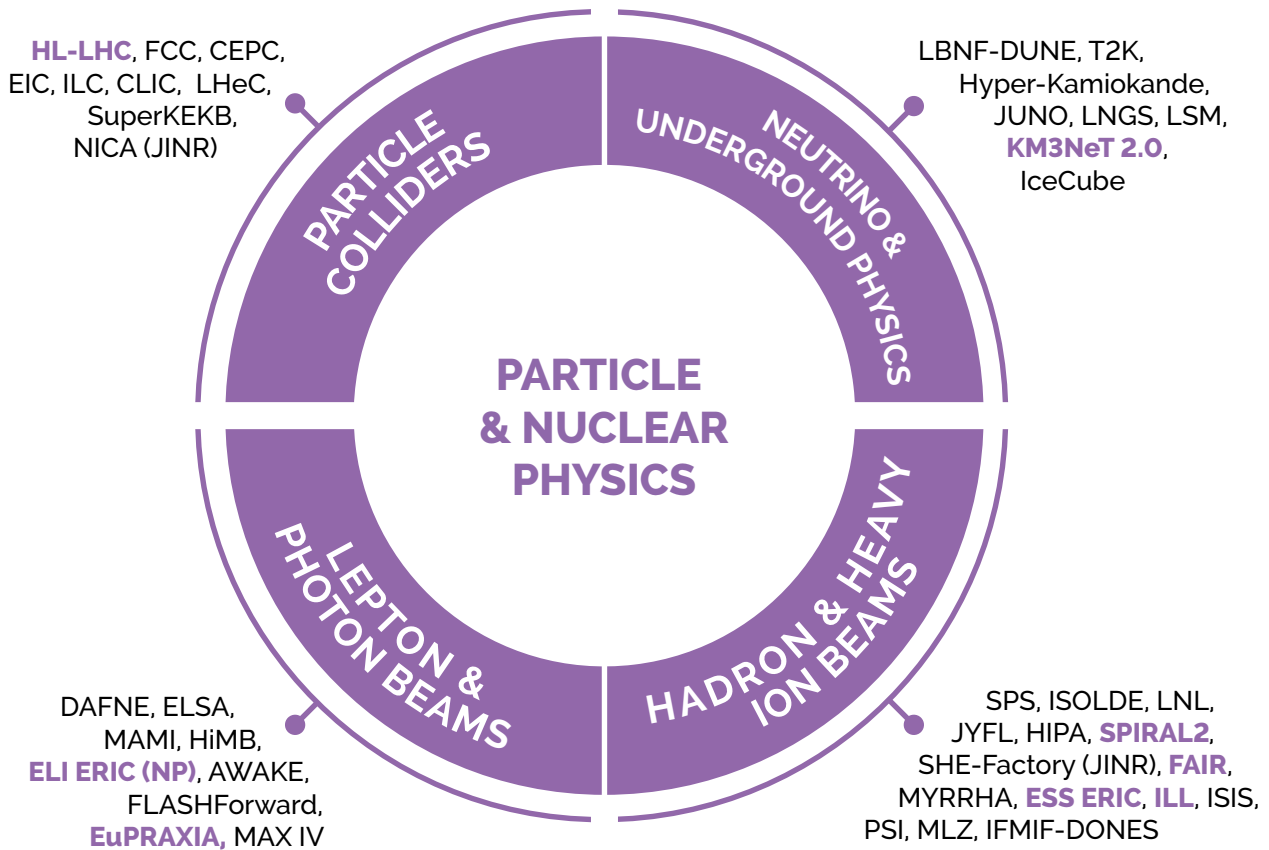 HL-LHC, FCC, CEPC,
EIC, ILC, CLIC, LHeC,
SuperKEKB,
NICA (JINR)
LBNF-DUNE, T2K,
Hyper-Kamiokande,
JUNO, LNGS, LSM,
KM3NeT 2.0,
IceCube
PARTICLE
COLLIDERS
NEUTRINO &
UNDERGROUND PHYSICS
PARTICLE
& NUCLEAR
PHYSICS
LEPTON &
PHOTON BEAMS
HADRON & HEAVY
ION BEAMS
DAFNE, ELSA,
MAMI, HiMB,
ELI ERIC (NP), AWAKE,
FLASHForward,
EuPRAXIA, MAX IV
SPS, ISOLDE, LNL,
JYFL, HIPA, SPIRAL2,
SHE-Factory (JINR), FAIR,
MYRRHA, ESS ERIC, ILL, ISIS,
PSI, MLZ, IFMIF-DONES